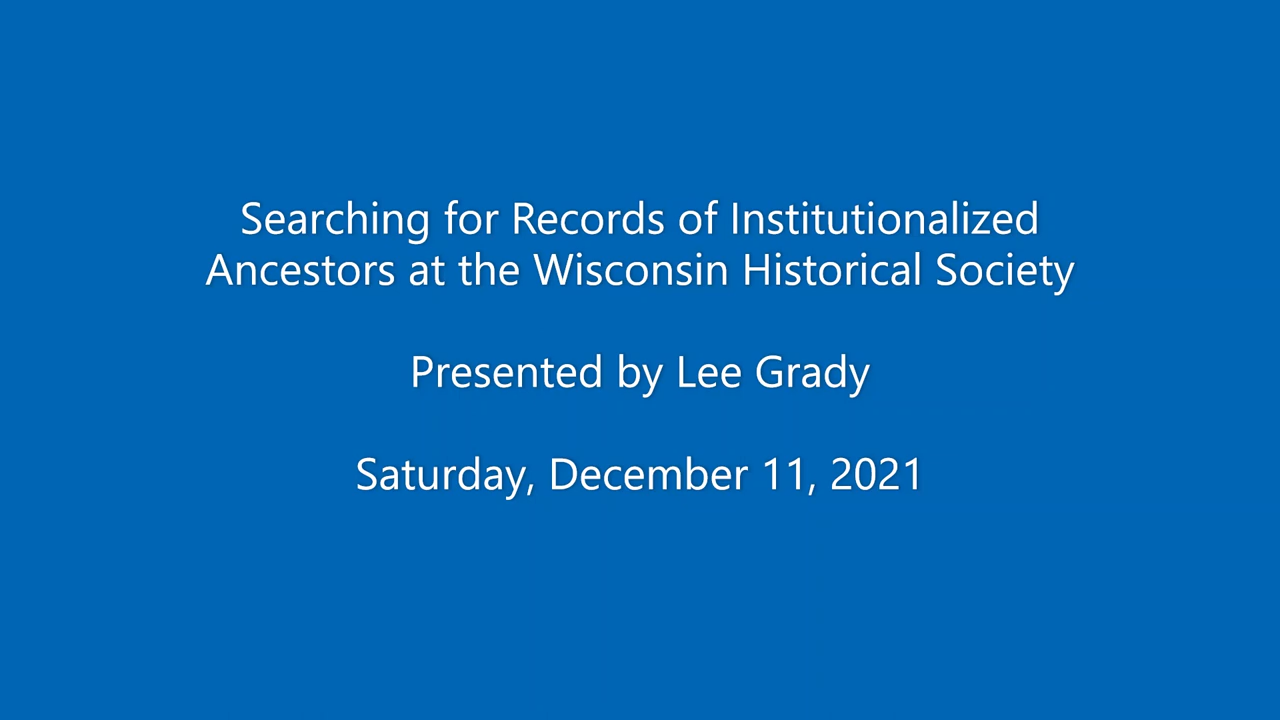 Searching for Records of Institutionalized
Ancestors at the Wisconsin Historical Society
Presented by Lee Grady
Saturday, December 11, 2021